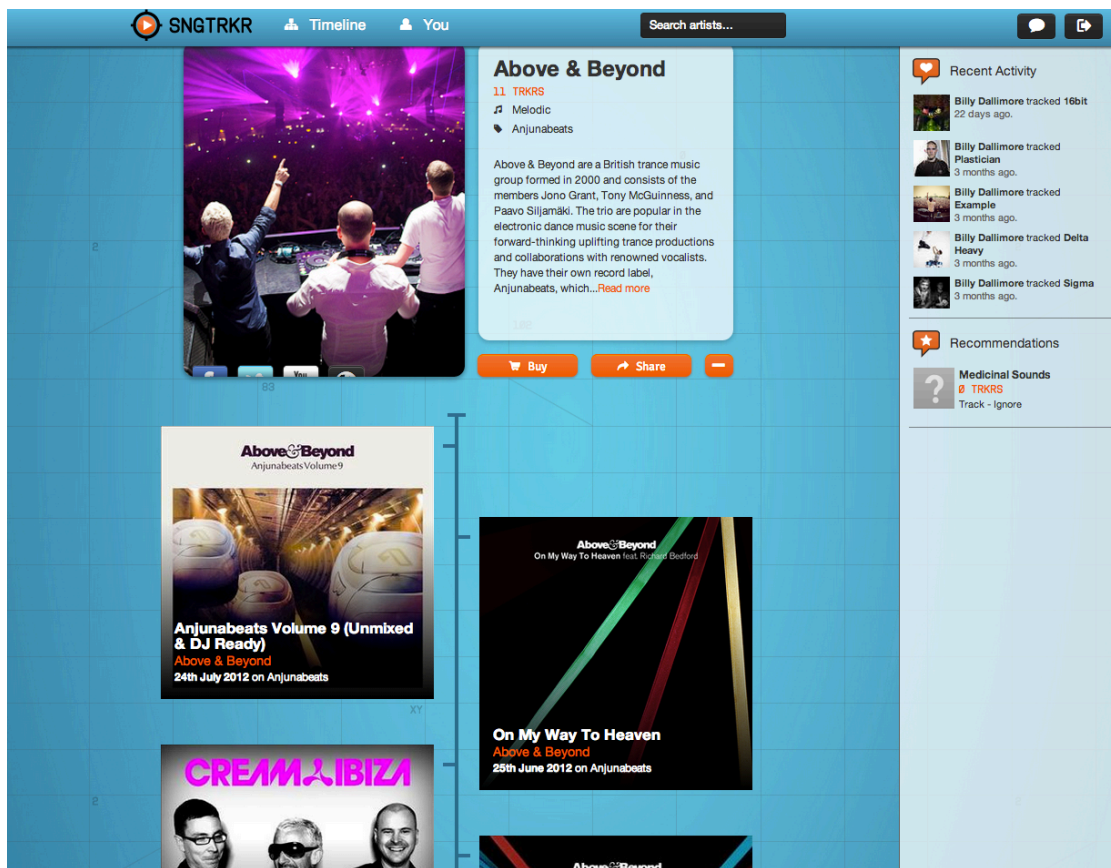 SNGTRKR
Timeline
You
Search artists...
Above & Beyond
11 TRKRS
Melodic
Anjunabeats
Above & Beyond are a British trance music
group formed in 2000 and consists of the
members Jono Grant, Tony McGuinness, and
Paavo Siljamäki. The trio are popular in the
electronic dance music scene for their
forward-thinking uplifting trance productions
and collaborations with renowned vocalists.
They have their own record label,
Anjunabeats, which...Read more
Buy
Share
You
Recent Activity
Billy Dallimore tracked 16bit
22 days ago.
Billy Dallimore tracked
Plastician
3 months ago.
Billy Dallimore tracked
Example
3 months ago.
Billy Dallimore tracked Delta
Heavy
3 months ago.
Billy Dallimore tracked Sigma
3 months ago.
Recommendations
?
Medicinal Sounds
0 TRKRS
Track - Ignore
2
83
Above&Beyond
Anjunabeats Volume 9
Anjunabeats Volume 9 (Unmixed
& DJ Ready)
Above & Beyond
24th July 2012 on Anjunabeats
XY
Above&Beyond
On My Way To Heaven feat. Richard Bedford
On My Way To Heaven
Above & Beyond
25th June 2012 on Anjunabeats
CREAM IBIZA
2
Above&Beyond